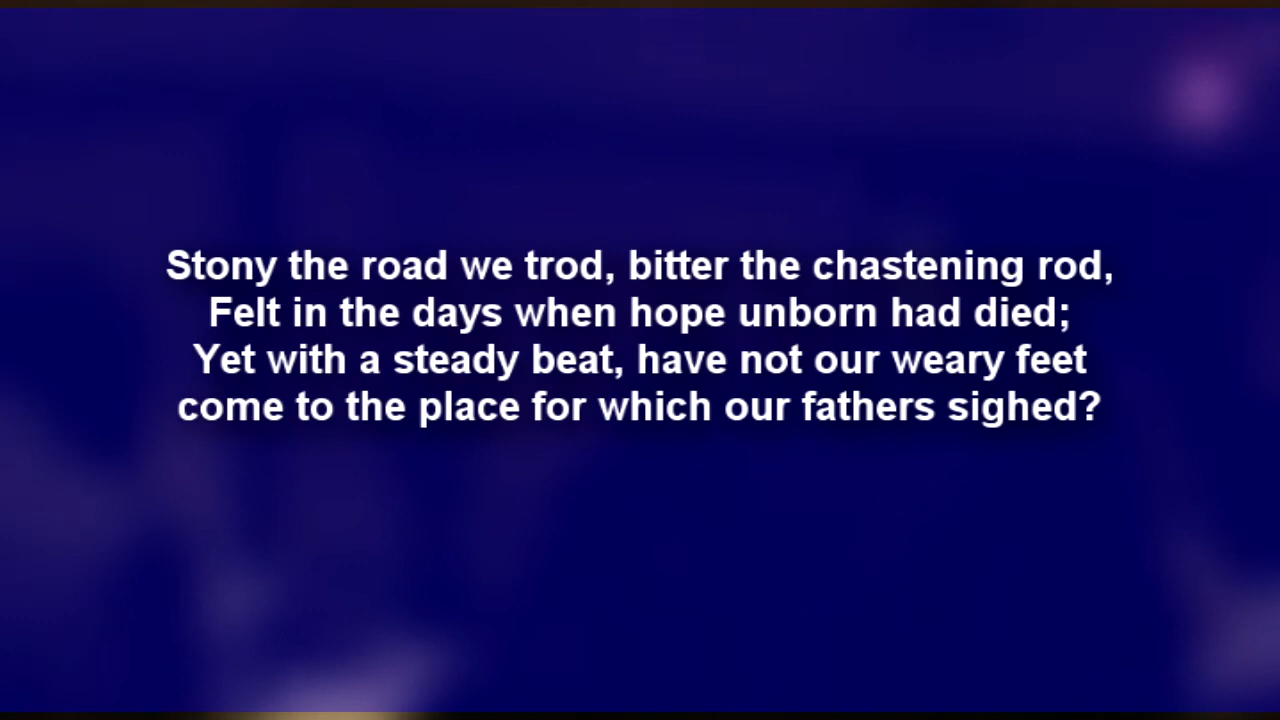 Stony the road we trod, bitter the chastening rod,
Felt in the days when hope unborn had died;
Yet with a steady beat, have not our weary feet
come to the place for which our fathers sighed?